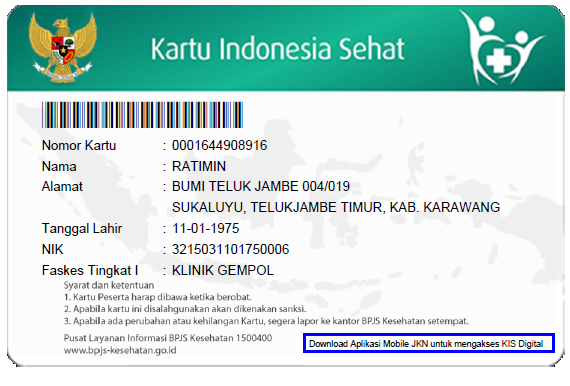 Kartu Indonesia Sehat
Nomor Kartu : 0001644908916
Nama : RATIMIN
Alamat : BUMI TELUK JAMBE 004/019
SUKALUYU, TELUKJAMBE TIMUR, KAB. KARAWANG
Tanggal Lahir : 11-01-1975
NIK : 3215031101750006
Faskes Tingkat I : KLINIK GEMPOL
Syarat dan ketentuan
1. Kartu Peserta harap dibawa ketika berobat.
2. Apabila kartu ini disalahgunakan akan dikenakan sanksi.
3. Apabila ada perubahan atau kehilangan Kartu, segera lapor ke kantor BPJS Kesehatan setempat.
Pusat Layanan Informasi BPJS Kesehatan 1500400
www.bpjs-kesehatan.go.id
Download Aplikasi Mobile JKN untuk mengakses KIS Digital